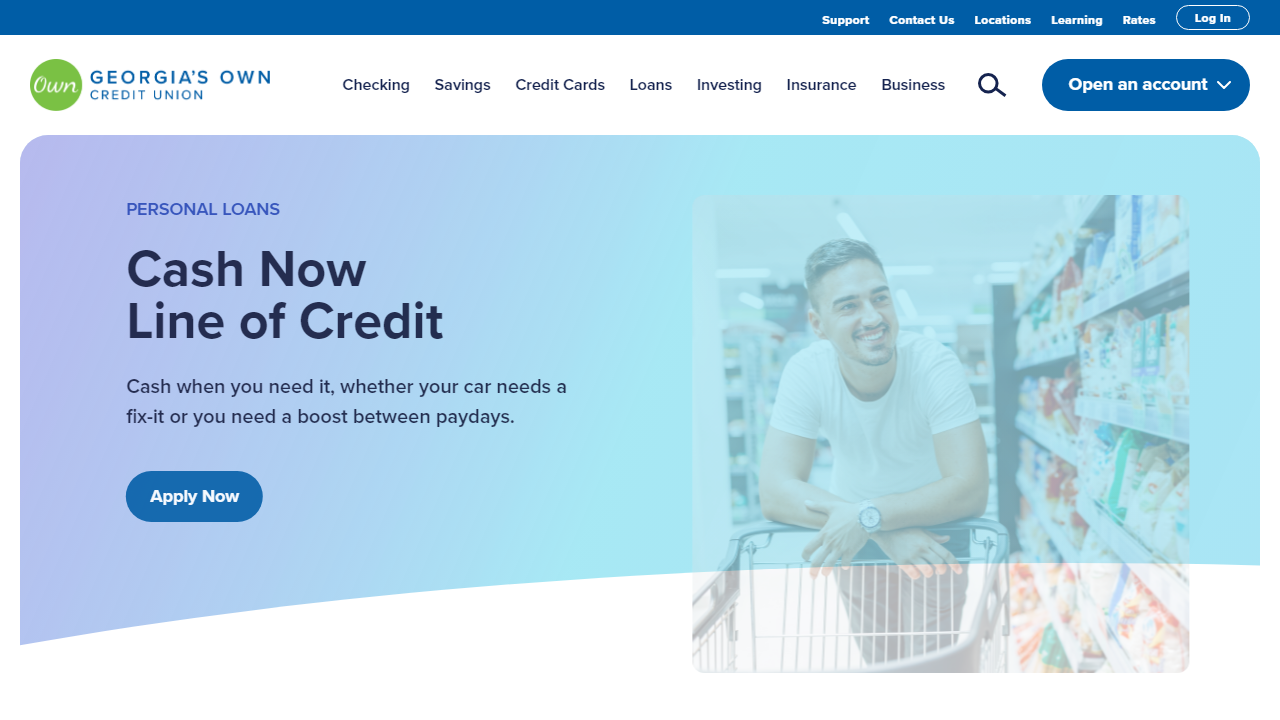 Support Contact Us Locations Learning Rates Log In
Own GEORGIA'S OWN
CREDIT UNION
Checking Savings Credit Cards Loans Investing Insurance Business Open an account
PERSONAL LOANS
Cash Now
Line of Credit
Cash when you need it, whether your car needs a
fix-it or you need a boost between paydays.
Apply Now